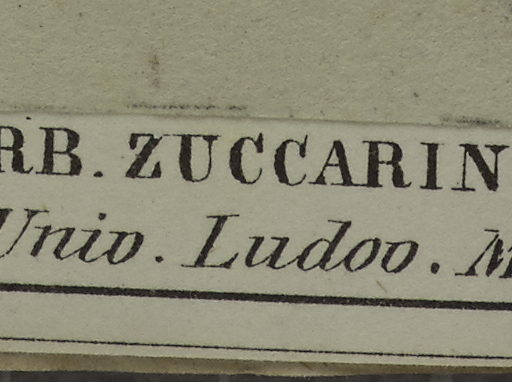 RB. ZUCCARIN
Univ. Ludov. M